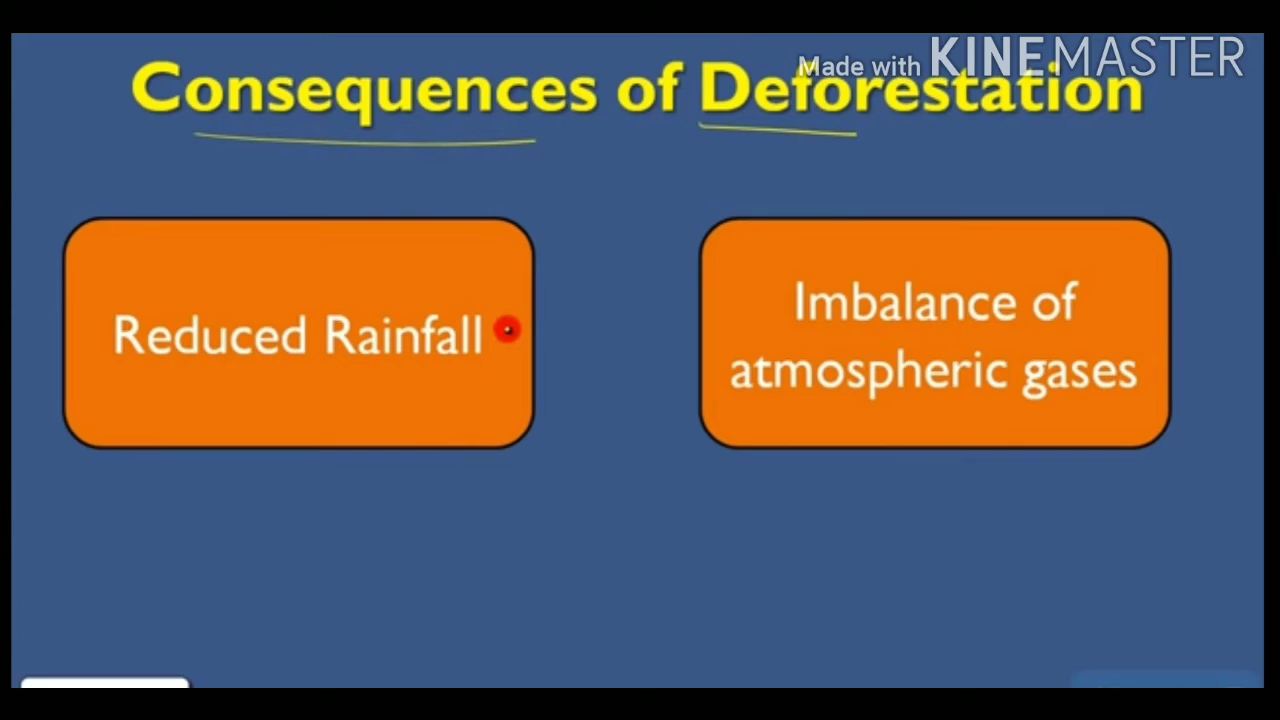 Made with KINEMASTER
Consequences of Deforestation
Reduced Rainfall
Imbalance of
atmospheric gases